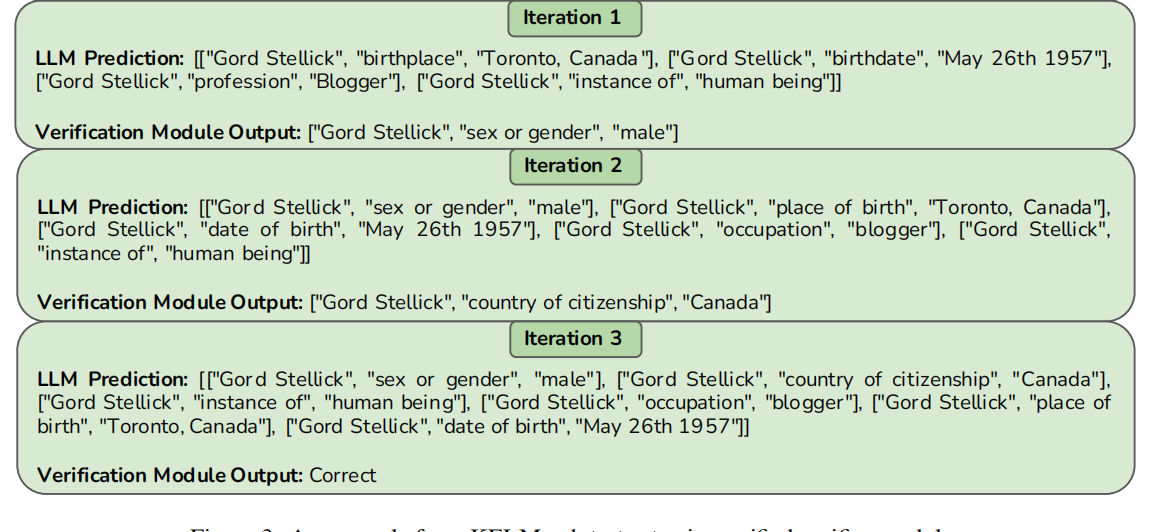 Iteration 1
LLM Prediction: [["Gord Stellick", "birthplace", "Toronto, Canada"], ["Gord Stellick", "birthdate", "May 26th 1957"],
["Gord Stellick", "profession", "Blogger"], ["Gord Stellick", "instance of", "human being"]]
Verification Module Output: ["Gord Stellick", "sex or gender", "male"]
Iteration 2
LLM Prediction: [["Gord Stellick", "sex or gender", "male"], ["Gord Stellick", "place of birth", "Toronto, Canada"],
["Gord Stellick", "date of birth", "May 26th 1957"], ["Gord Stellick", "occupation", "blogger"], ["Gord Stellick",
"instance of", "human being"]]
Verification Module Output: ["Gord Stellick", "country of citizenship", "Canada"]
Iteration 3
LLM Prediction: [["Gord Stellick", "sex or gender", "male"], ["Gord Stellick", "country of citizenship", "Canada"],
["Gord Stellick", "instance of", "human being"], ["Gord Stellick", "occupation", "blogger"], ["Gord Stellick", "place of
birth", "Toronto, Canada"], ["Gord Stellick", "date of birth", "May 26th 1957"]]
Verification Module Output: Correct